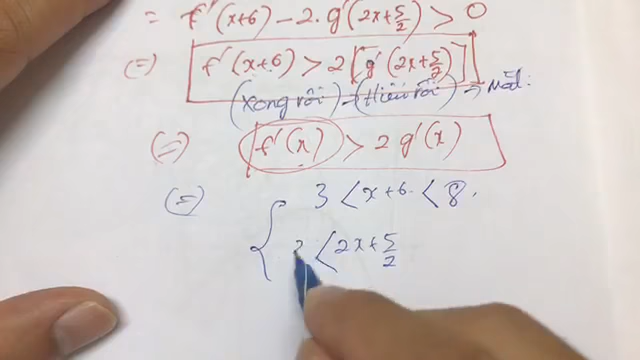 = f'(x+6) - 2.g'(2x+5/2) > 0
(=) f'(x+6) > 2[g'(2x+5/2)]
(xong rồi) - (Hiểu rồi) =>
(=) f'(x) > 2 g'(x)
(=) { 3 < x+6 < 8.
3 < 2x+5/2